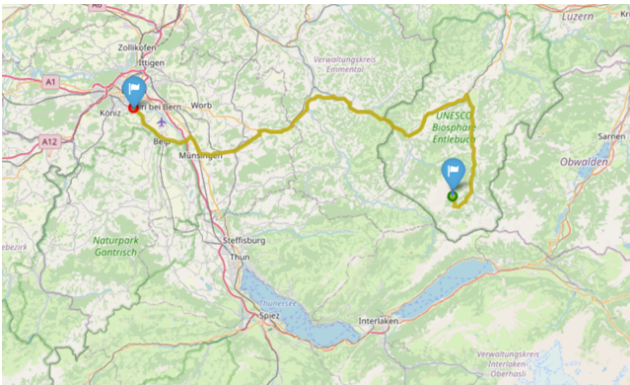 Luzern
Zollikofen
Ittigen
Verwaltungskreis
Emmental
A1
Worb
ri bei Bern
Köniz
UNESCO
Biosphäre
Entlebuch
A12
Sarnen
Münsingen
Obwalden
Naturpark
Gantrisch
Steffisburg
Thun
Thunersee
Spiez
Interlaken
Verwaltungskreis
Interlaken
Oberhasli